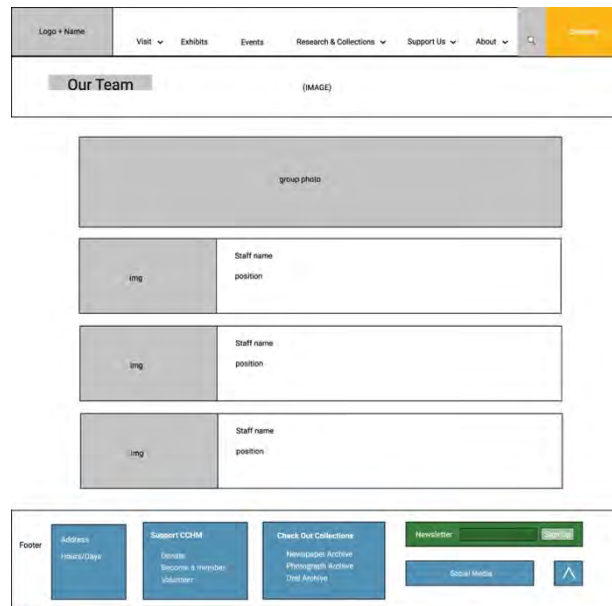 Logo + Name
Visit Exhibits Events Research & Collections Support Us About
Donate
Our Team
(IMAGE)
group photo
Staff name
img
position
Staff name
img
position
Staff name
img
position
Footer
Address
Hours/Days
Support CCHM
Donate
Become a member
Volunteer
Check Out Collections
Newspaper Archive
Photograph Archive
Oral Archive
Newsletter
Sign Up
Social Media